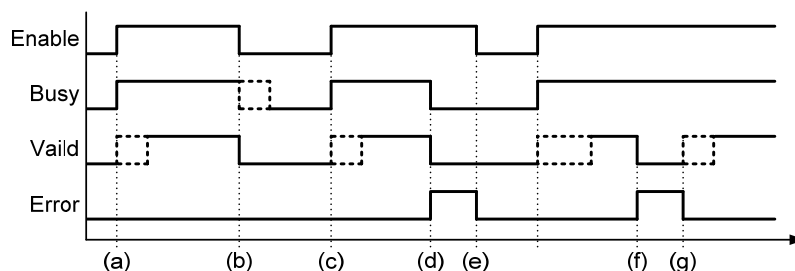 Enable
Busy
Vaild
Error
(a) (b) (c) (d) (e) (f) (g)